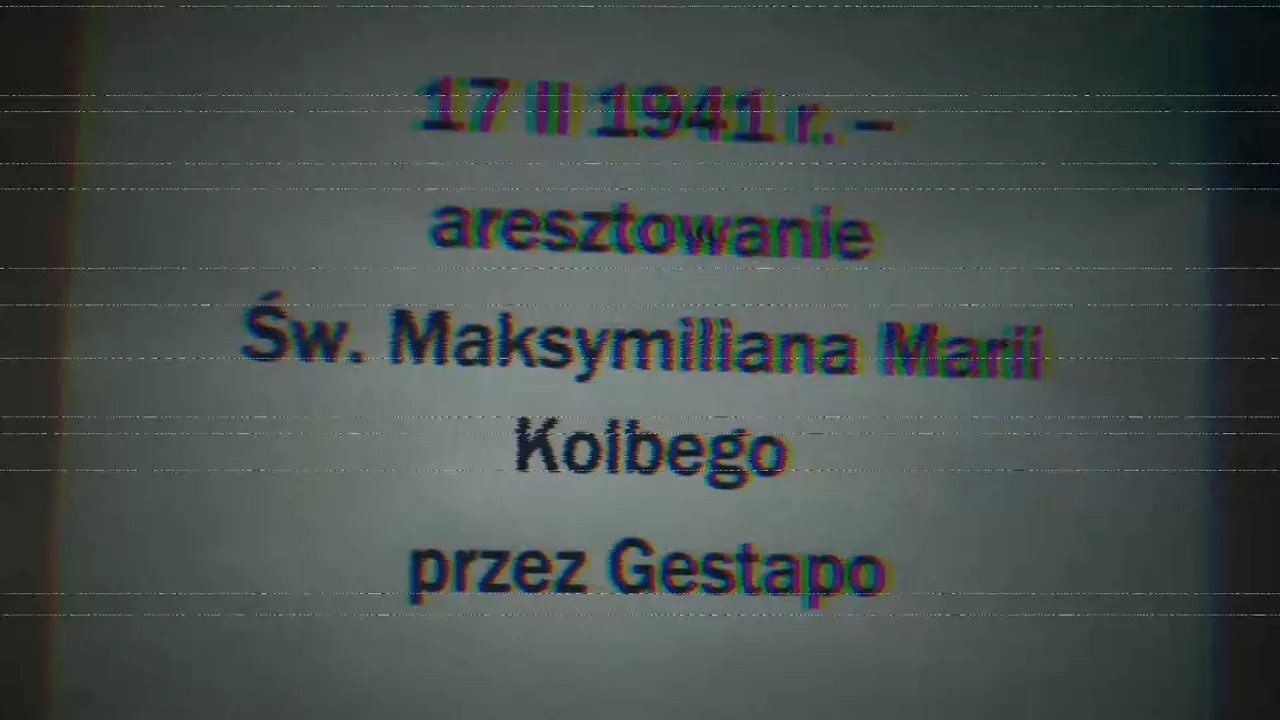 17 II 1941 r. –
aresztowanie
Św. Maksymiliana Marii
Kolbego
przez Gestapo